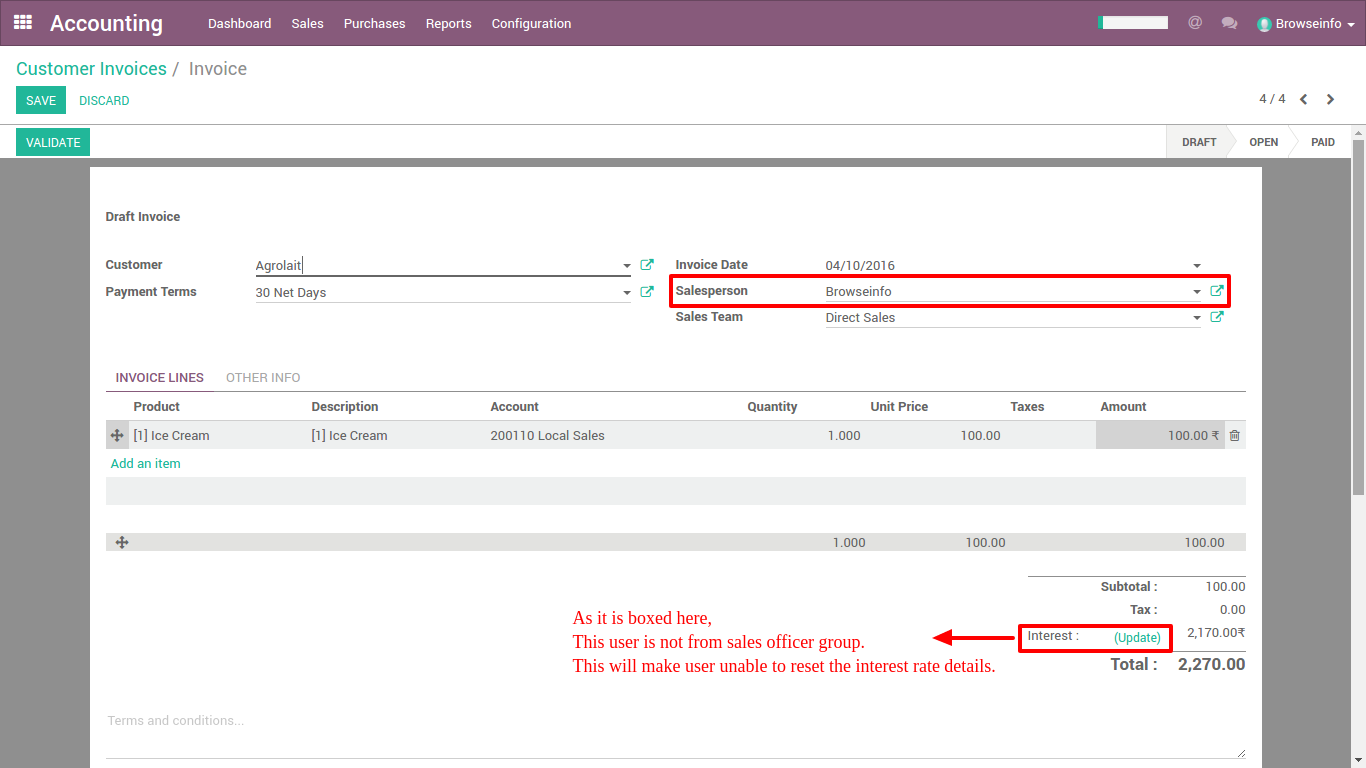 Accounting Dashboard Sales Purchases Reports Configuration @ Browseinfo
Customer Invoices / Invoice
SAVE DISCARD 4 / 4
VALIDATE DRAFT OPEN PAID
Draft Invoice
Customer Agrolait Invoice Date 04/10/2016
Payment Terms 30 Net Days Salesperson Browseinfo
Sales Team Direct Sales
INVOICE LINES OTHER INFO
Product Description Account Quantity Unit Price Taxes Amount
[1] Ice Cream [1] Ice Cream 200110 Local Sales 1.000 100.00 100.00 ₹
Add an item
1.000 100.00 100.00
Subtotal : 100.00
Tax : 0.00
Interest : (Update) 2,170.00₹
Total : 2,270.00
As it is boxed here,
This user is not from sales officer group.
This will make user unable to reset the interest rate details.
Terms and conditions...